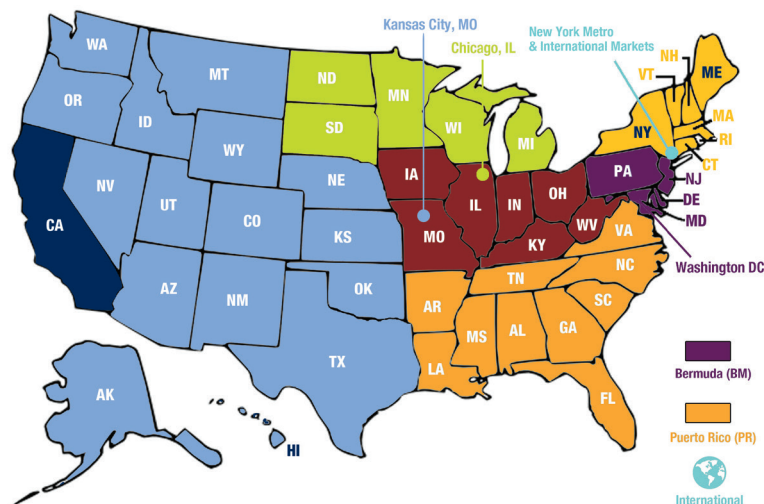 Kansas City, MO
Chicago, IL
New York Metro
& International Markets
WA
MT
ND
MN
NH
VT
ME
OR
ID
SD
WI
MI
NY
MA
RI
CT
WY
IA
PA
NJ
NV
NE
IL
IN
OH
DE
MD
CA
UT
CO
KS
MO
KY
WV
VA
Washington DC
AZ
NM
OK
AR
TN
NC
SC
MS
AL
GA
TX
LA
FL
AK
HI
Bermuda (BM)
Puerto Rico (PR)
International